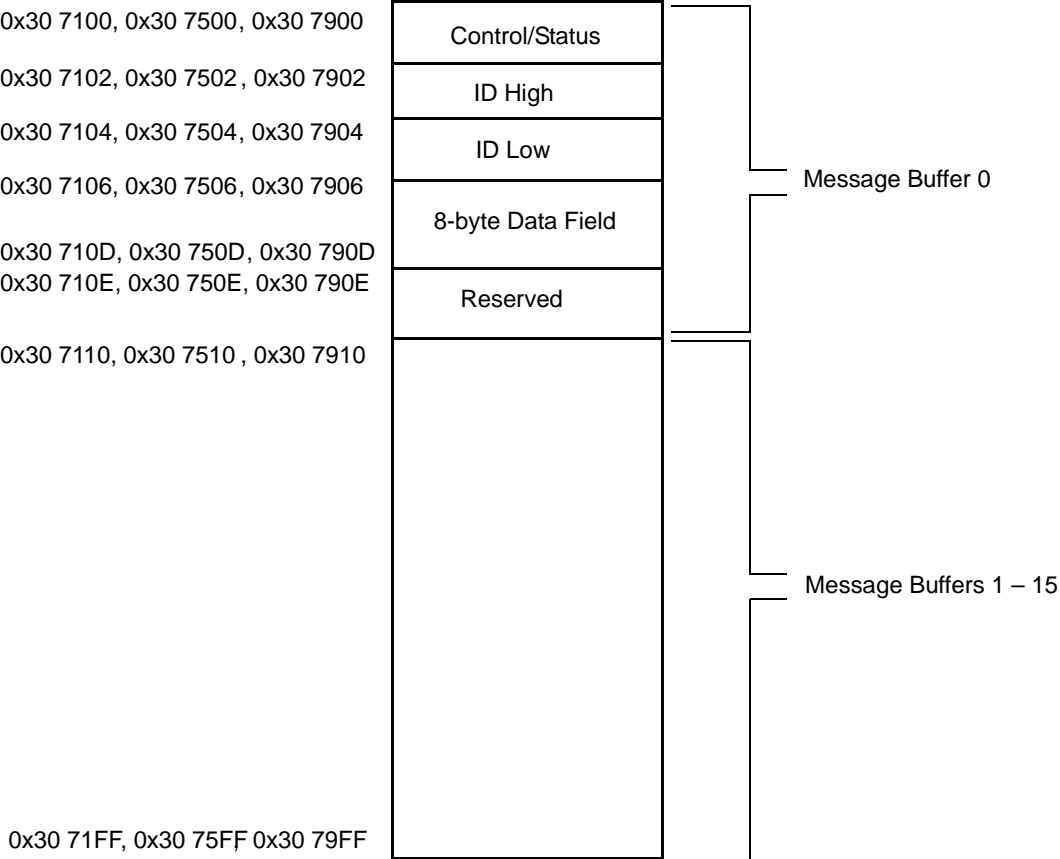 0x30 7100, 0x30 7500, 0x30 7900
Control/Status
0x30 7102, 0x30 7502 , 0x30 7902
ID High
0x30 7104, 0x30 7504, 0x30 7904
ID Low
0x30 7106, 0x30 7506, 0x30 7906
Message Buffer 0
8-byte Data Field
0x30 710D, 0x30 750D, 0x30 790D
0x30 710E, 0x30 750E, 0x30 790E
Reserved
0x30 7110, 0x30 7510 , 0x30 7910
Message Buffers 1 – 15
0x30 71FF, 0x30 75FF, 0x30 79FF